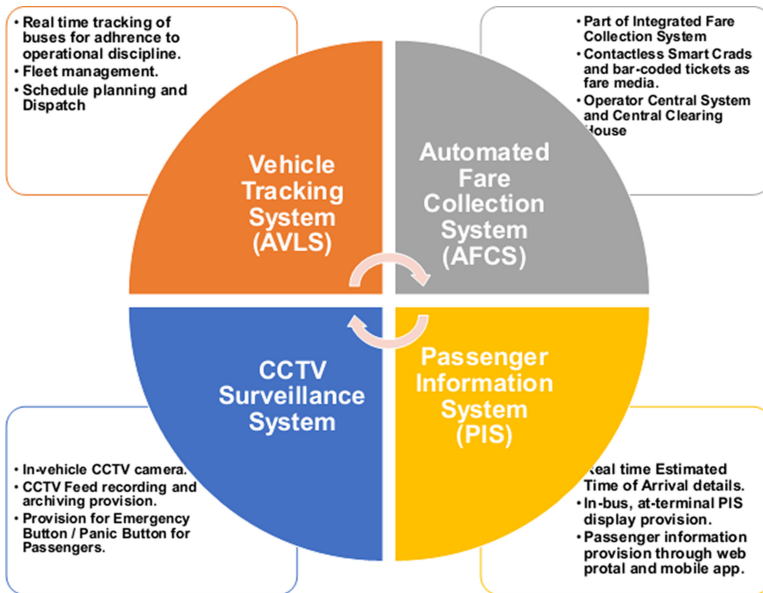 • Real time tracking of
buses for adherence to
operational discipline.
• Fleet management.
• Schedule planning and
Dispatch
• Part of Integrated Fare
Collection System
• Contactless Smart Crads
and bar-coded tickets as
fare media.
• Operator Central System
and Central Clearing
House
Vehicle
Tracking
System
(AVLS)
Automated
Fare
Collection
System
(AFCS)
CCTV
Surveillance
System
Passenger
Information
System
(PIS)
• In-vehicle CCTV camera.
• CCTV Feed recording and
archiving provision.
• Provision for Emergency
Button / Panic Button for
Passengers.
Real time Estimated
Time of Arrival details.
• In-bus, at-terminal PIS
display provision.
• Passenger information
provision through web
protal and mobile app.